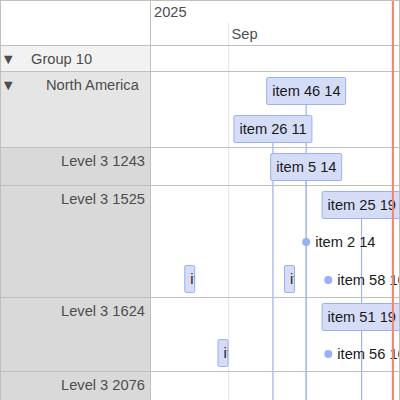 2025
Sep
▼ Group 10
▼ North America
item 46 14
item 26 11
Level 3 1243
item 5 14
Level 3 1525
item 25 19
item 2 14
item 58
Level 3 1624
item 51 19
item 56
Level 3 2076